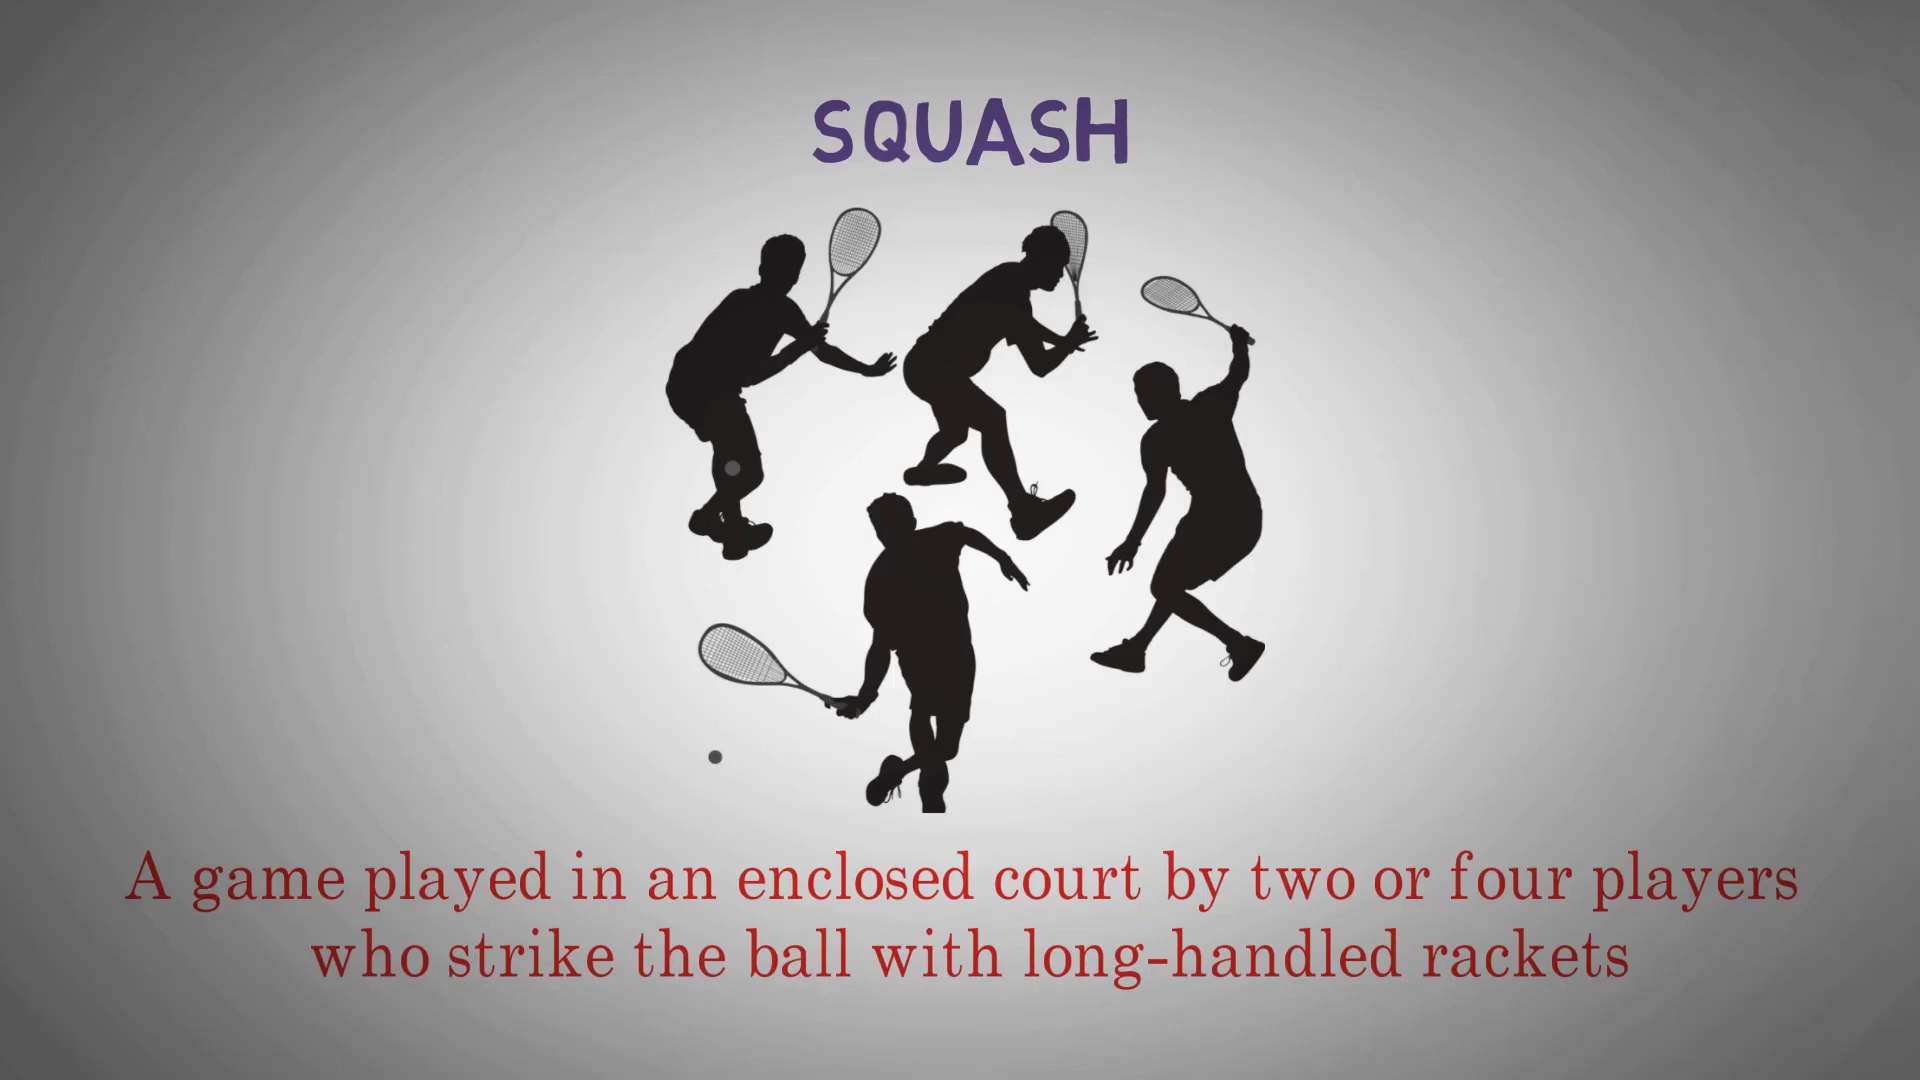 SQUASH
A game played in an enclosed court by two or four players
who strike the ball with long-handled rackets